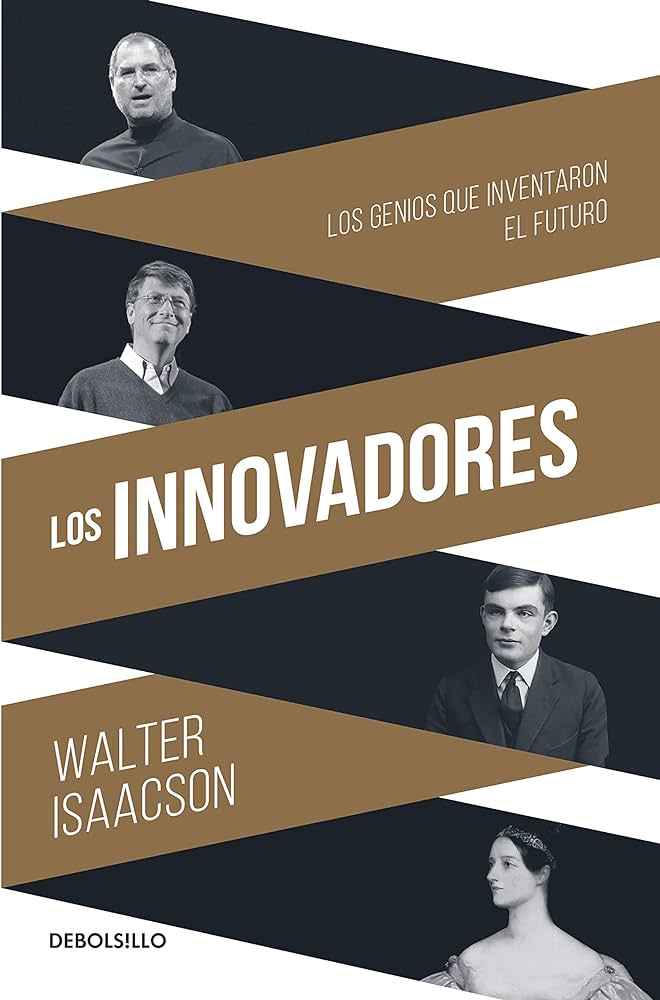 LOS GENIOS QUE INVENTARON
EL FUTURO
LOS INNOVADORES
WALTER
ISAACSON
DEBOLS!LLO